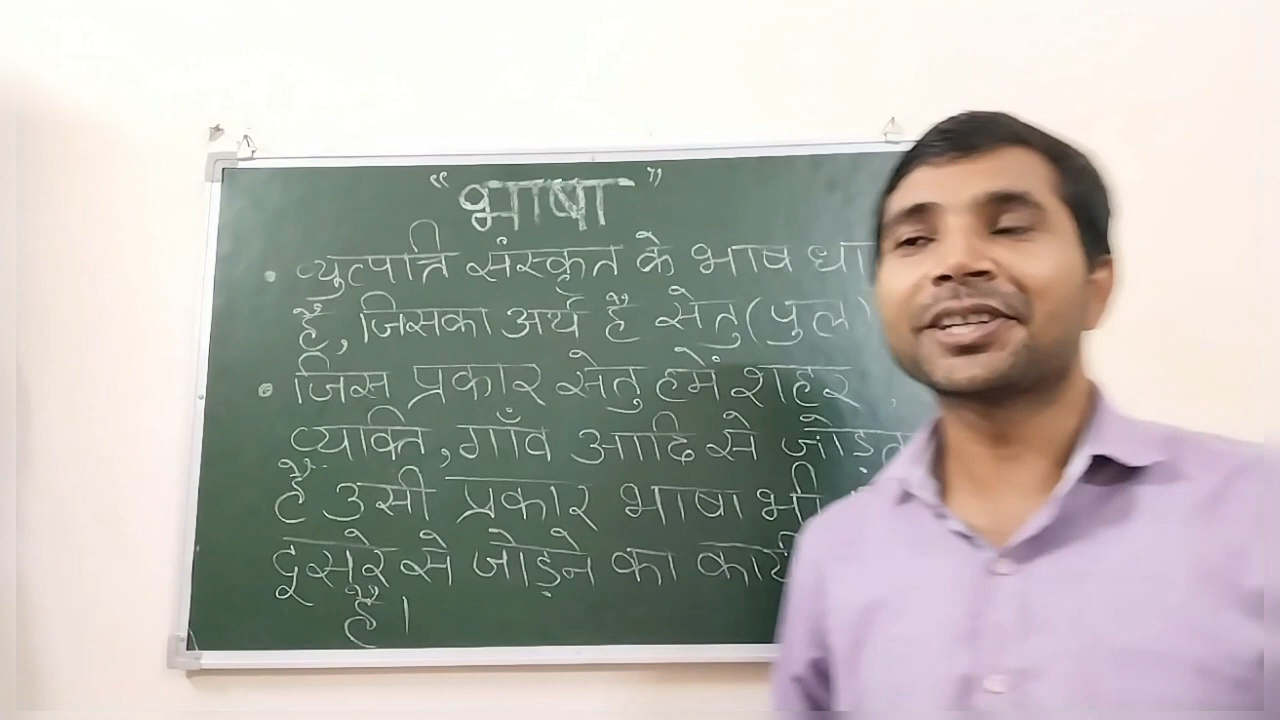 "भाषा"
• व्युत्पत्ति संस्कृत के भाष
है, जिसका अर्थ है सेतु (पुल)
• जिस प्रकार सेतु हमें शहर,
व्यक्ति, गाँव आदि से
है उसी प्रकार भाषा भी
दूसरे से जोड़ने का
है।